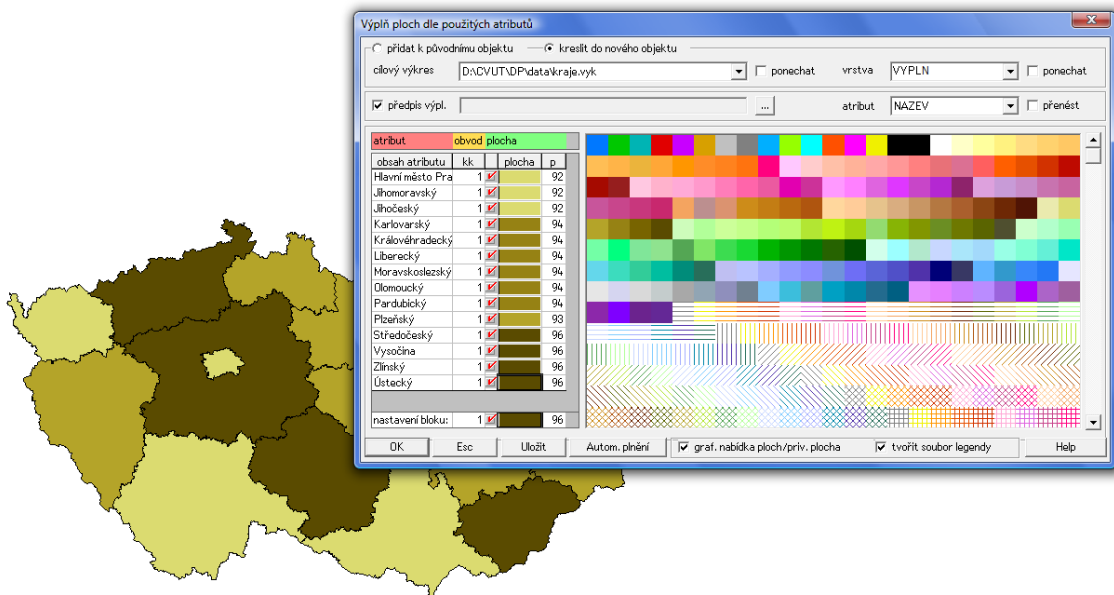 Výplň ploch dle použitých atributů
přidat k původnímu objektu kreslit do nového objektu
cílový výkres D:\CVUT\DP\data\kraje.vyk ponechat vrstva VYPLN ponechat
předpis výpl. ... atribut NAZEV přenést
atribut obvod plocha
obsah atributu kk plocha p
Hlavní město Pra 1 92
Jihomoravský 1 92
Jihočeský 1 92
Karlovarský 1 94
Královéhradecký 1 94
Liberecký 1 94
Moravskoslezský 1 94
Olomoucký 1 94
Pardubický 1 94
Plzeňský 1 93
Středočeský 1 96
Vysočina 1 96
Zlínský 1 96
Ústecký 1 96
nastavení bloku: 1 96
OK Esc Uložit Autom. plnění graf. nabídka ploch/priv. plocha tvořit soubor legendy Help